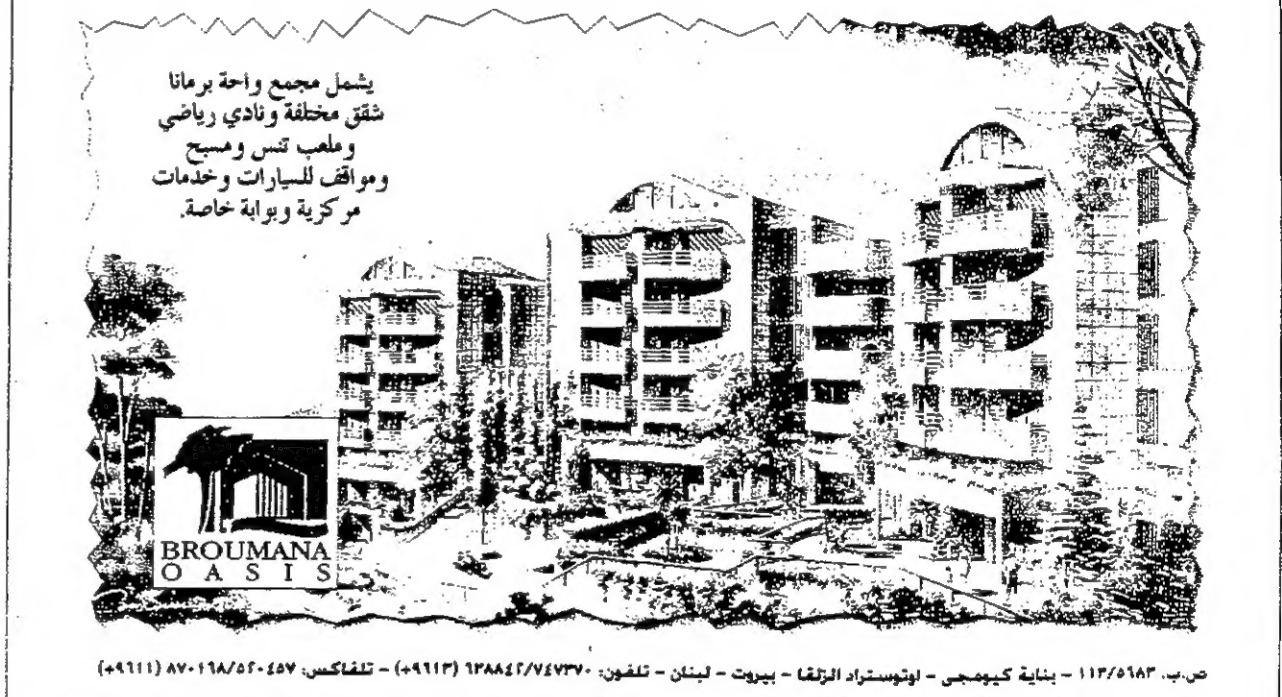 يشمل مجمع واحة برمانا
شقق مختلفة ونادي رياضي
وملعب تنس ومسبح
ومواقف للسيارات وخدمات
مركزية وبوابة خاصة.
BROUMANA
OASIS
ص.ب. ١١٣/٥٦٨٣ – بناية كيومجي – اوتوستراد الزلقا – بيروت – لبنان – تلفون: ٦٣٨٨٤٢/٧٤٧٣٧٠ (٩٦١٣+) – تلفاكس: ٨٧٠١٦٨/٥٢٠٤٥٧ (٩٦١١+)